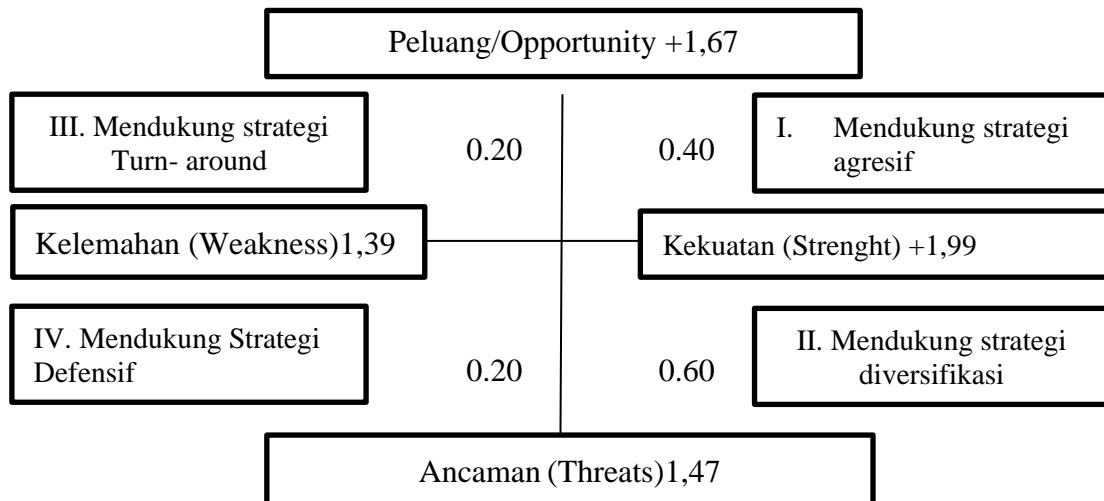 Peluang/Opportunity +1,67
III. Mendukung strategi
Turn- around
0.20
0.40
I. Mendukung strategi
agresif
Kelemahan (Weakness)1,39
Kekuatan (Strenght) +1,99
IV. Mendukung Strategi
Defensif
0.20
0.60
II. Mendukung strategi
diversifikasi
Ancaman (Threats)1,47